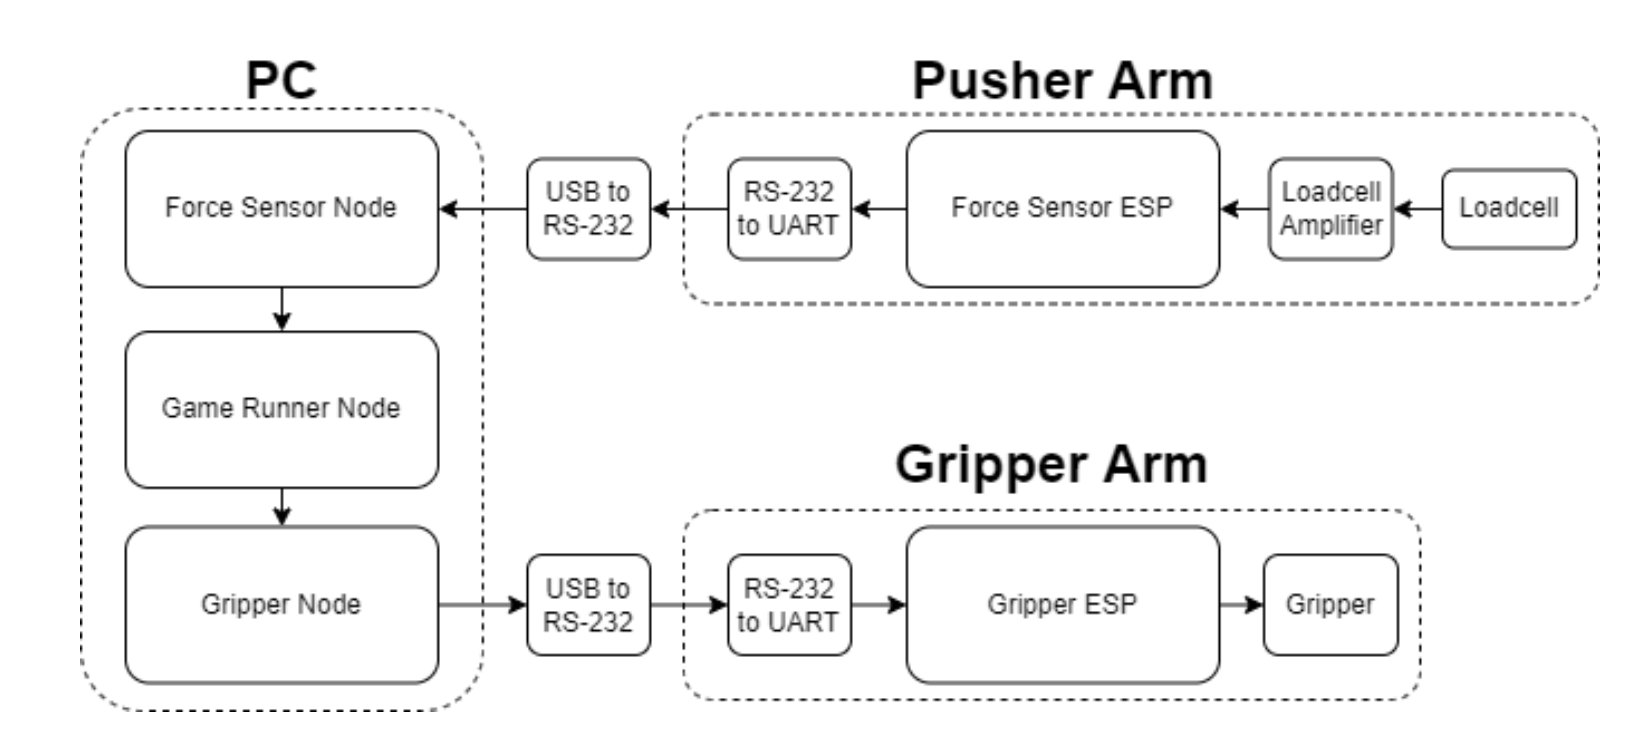 PC
Pusher Arm
Force Sensor Node
USB to
RS-232
RS-232
to UART
Force Sensor ESP
Loadcell
Amplifier
Loadcell
Game Runner Node
Gripper Arm
Gripper Node
USB to
RS-232
RS-232
to UART
Gripper ESP
Gripper